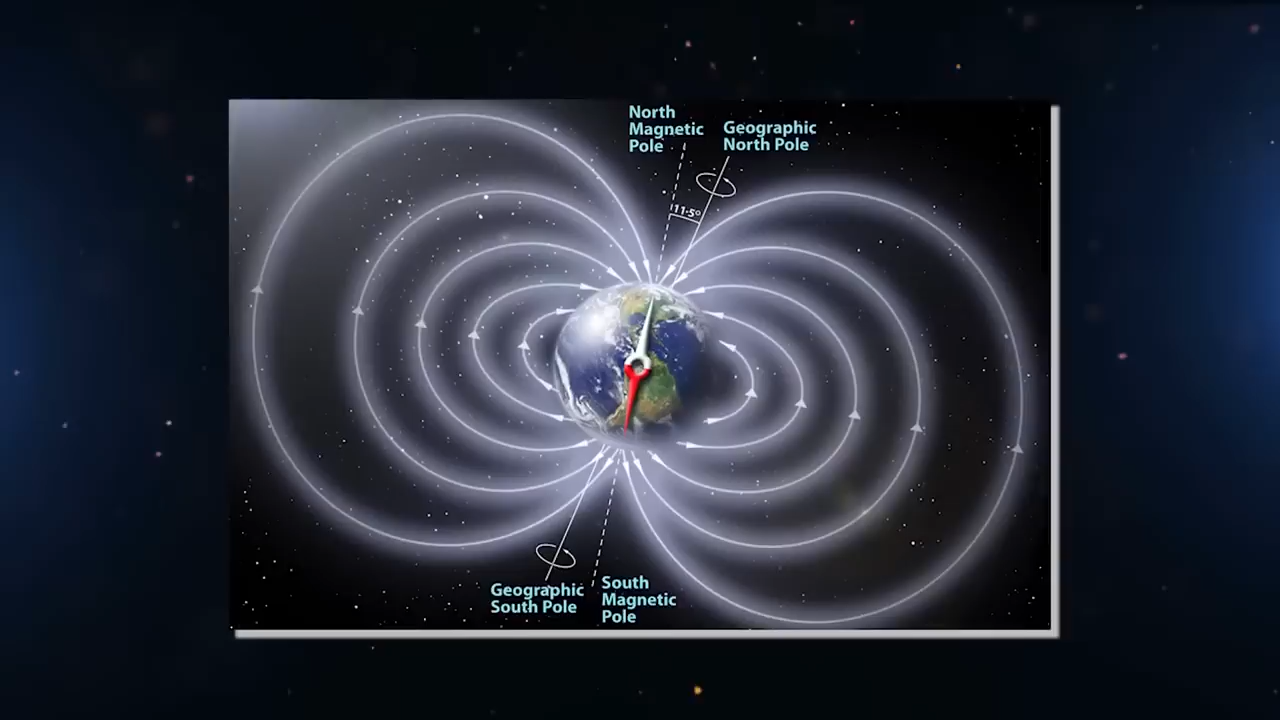 North
Magnetic
Pole
Geographic
North Pole
11·5°
Geographic
South Pole
South
Magnetic
Pole